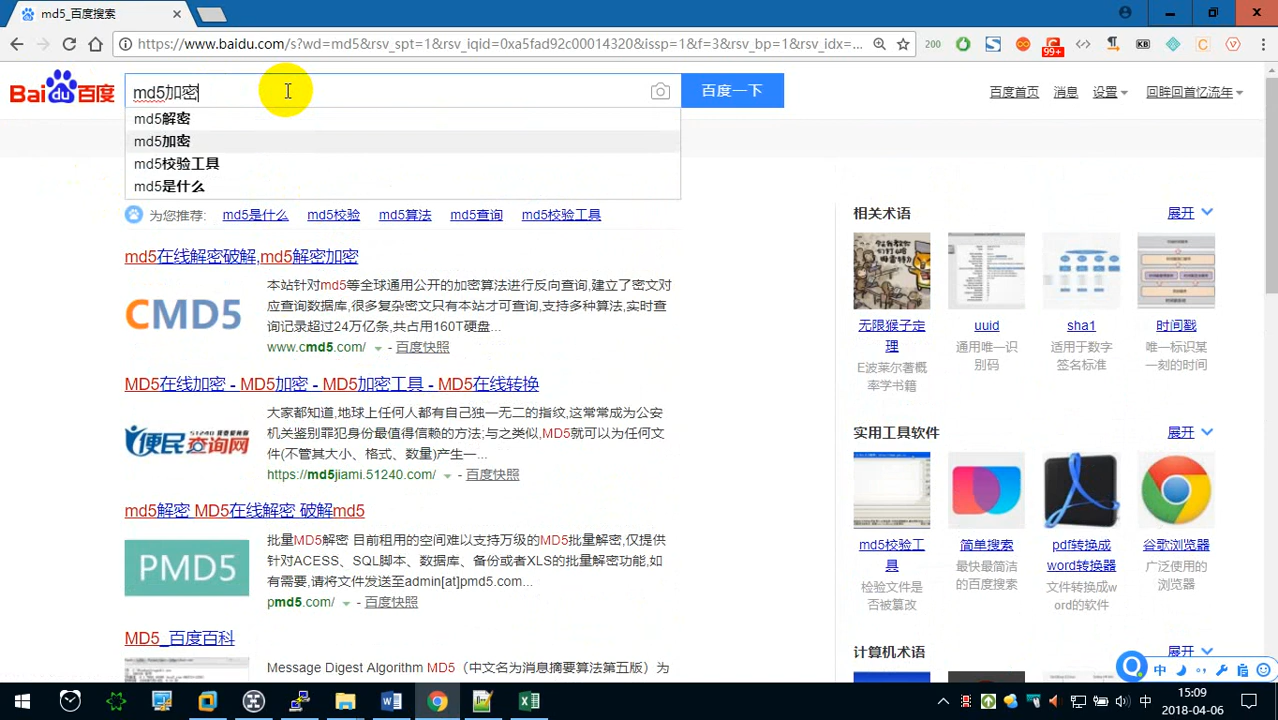 md5_百度搜索
https://www.baidu.com/s?wd=md5&rsv_spt=1&rsv_iqid=0xa5fad92c00014320&issp=1&f=3&rsv_bp=1&rsv_idx=...
200
99+
KB
Bai du 百度
md5加密
百度一下
百度首页 消息 设置 回眸回首忆流年
md5解密
md5加密
md5校验工具
md5是什么
为您推荐: md5是什么 md5校验 md5算法 md5查询 md5校验工具
md5在线解密破解,md5解密加密
CMD5
本站针对md5等全球通用公开的加密算法进行反向查询,建立了密文对
应查询数据库,很多复杂密文只有本站才可查询,支持多种算法,实时查
询记录超过24万亿条,共占用160T硬盘...
www.cmd5.com/ - 百度快照
MD5在线加密 - MD5加密 - MD5加密工具 - MD5在线转换
便民查询网
大家都知道,地球上任何人都有自己独一无二的指纹,这常常成为公安
机关鉴别罪犯身份最值得信赖的方法;与之类似,MD5就可以为任何文
件(不管其大小、格式、数量)产生一...
https://md5jiami.51240.com/ - 百度快照
md5解密 MD5在线解密 破解md5
PMD5
批量MD5解密 目前租用的空间难以支持万级的MD5批量解密,仅提供
针对ACESS、SQL脚本、数据库、备份或者XLS的批量解密功能,如
有需要,请将文件发送至admin[at]pmd5.com...
pmd5.com/ - 百度快照
MD5_百度百科
Message Digest Algorithm MD5（中文名为消息摘要算法第五版）为
相关术语 展开
无限猴子定
理
E波莱尔著概
率学书籍
uuid
通用唯一识
别码
sha1
适用于数字
签名标准
时间戳
唯一标识某
一刻的时间
实用工具软件 展开
md5校验工
具
检验文件是
否被篡改
简单搜索
最快最简洁
的百度搜索
pdf转换成
word转换器
文件转换成w
ord的软件
谷歌浏览器
广泛使用的
浏览器
计算机术语 展开
中
中
15:09
2018-04-06